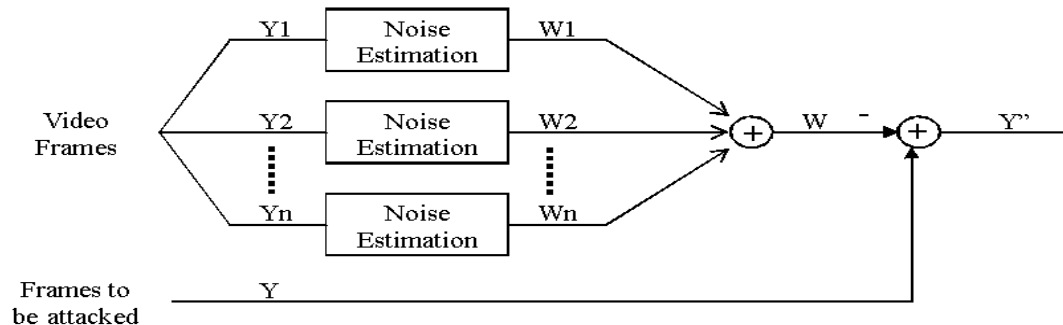 Y1
Noise
Estimation
W1
Video
Frames
Y2
Noise
Estimation
W2
+
W
-
+
Y”
Yn
Noise
Estimation
Wn
Frames to
be attacked
Y